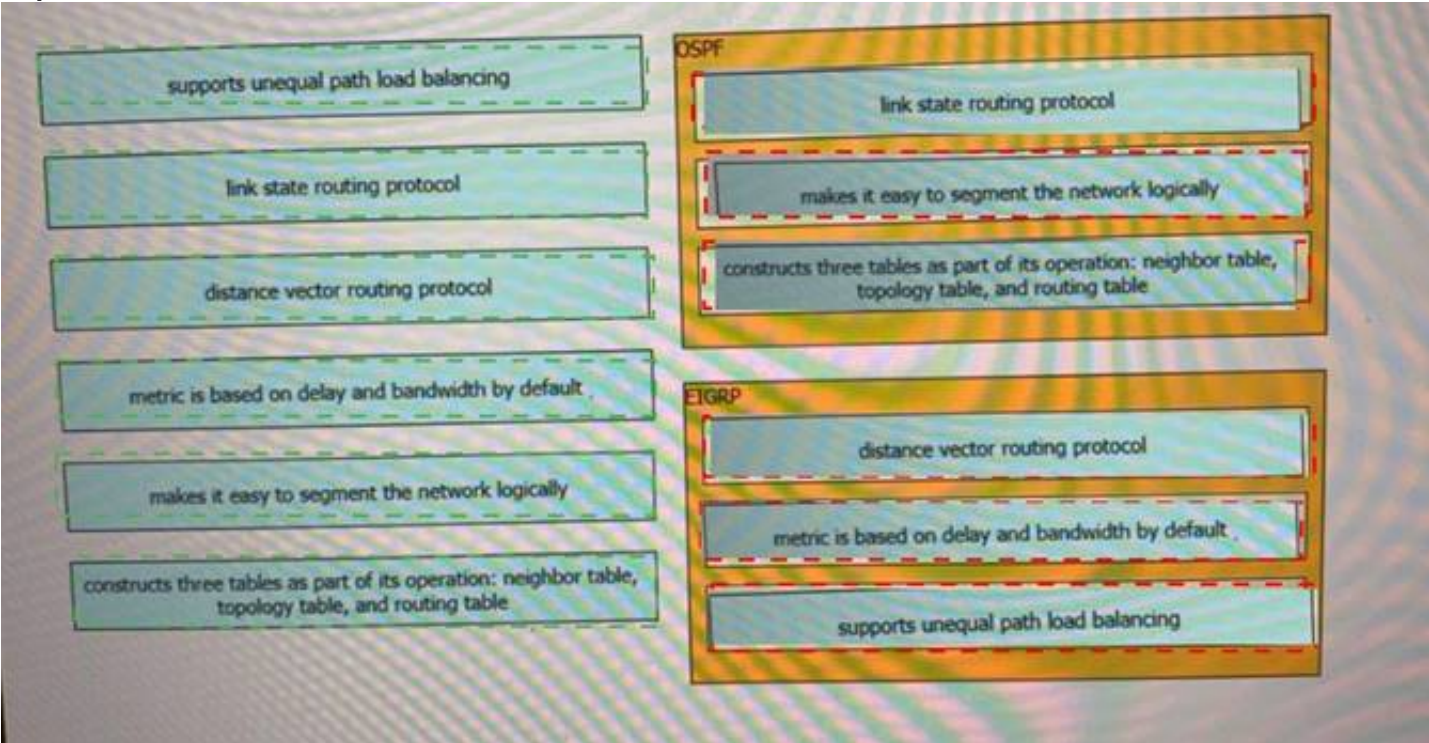 supports unequal path load balancing
link state routing protocol
distance vector routing protocol
metric is based on delay and bandwidth by default
makes it easy to segment the network logically
constructs three tables as part of its operation: neighbor table,
topology table, and routing table
OSPF
link state routing protocol
makes it easy to segment the network logically
constructs three tables as part of its operation: neighbor table,
topology table, and routing table
EIGRP
distance vector routing protocol
metric is based on delay and bandwidth by default
supports unequal path load balancing